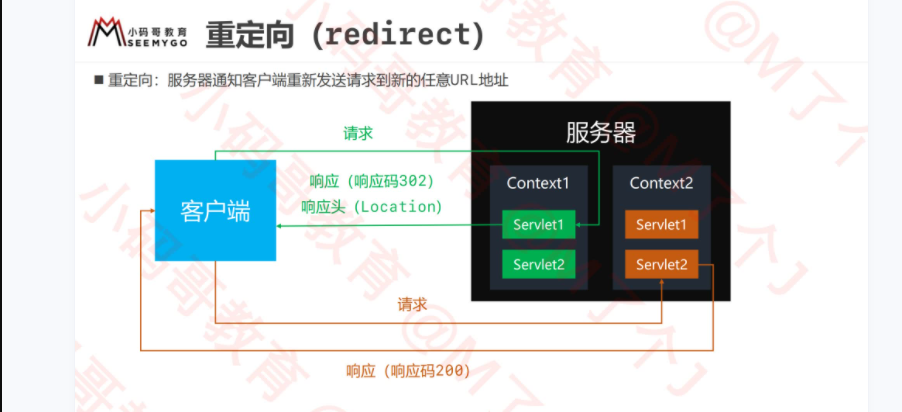 小码哥教育
SEEMYGO
重定向（redirect）
■ 重定向：服务器通知客户端重新发送请求到新的任意URL地址
请求
服务器
响应（响应码302）
响应头（Location）
客户端
Context1
Servlet1
Servlet2
Context2
Servlet1
Servlet2
请求
响应（响应码200）
小码哥教育 @M了个J